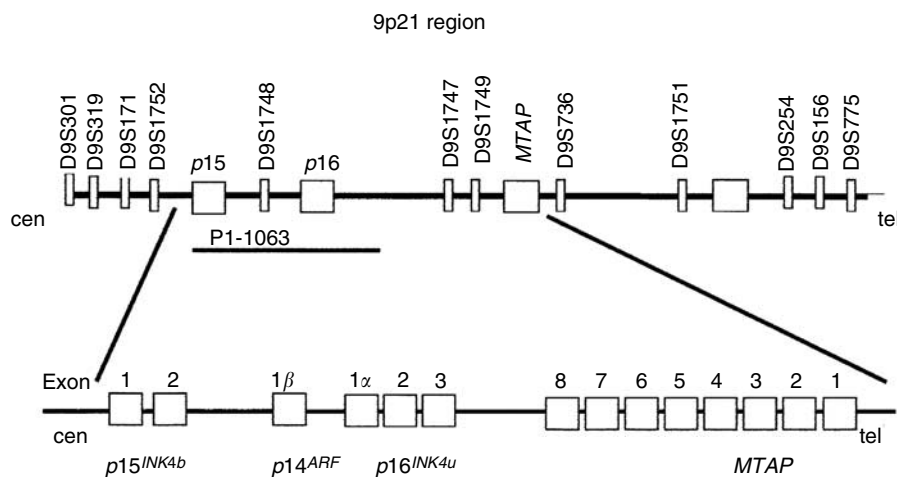 9p21 region
D9S301
D9S319
D9S171
D9S1752
p15
D9S1748
p16
D9S1747
D9S1749
MTAP
D9S736
D9S1751
D9S254
D9S156
D9S775
cen
tel
P1-1063
Exon 1 2 1β 1α 2 3 8 7 6 5 4 3 2 1
cen tel
p15INK4b p14ARF p16INK4u MTAP